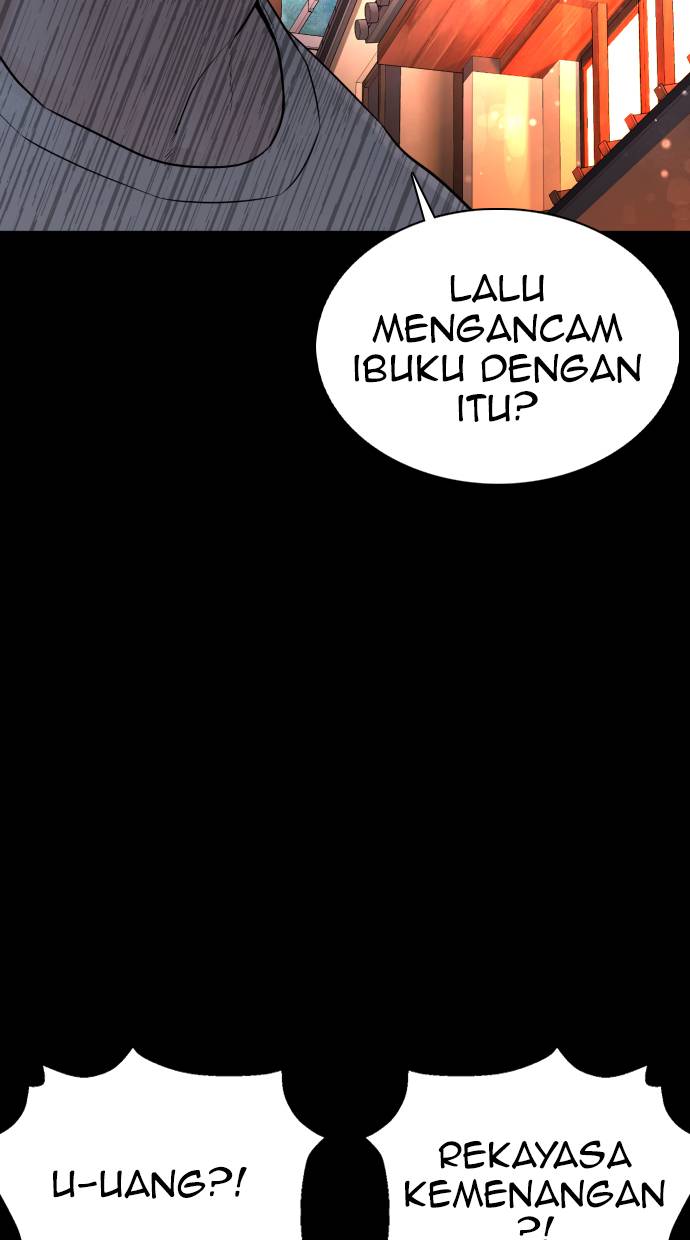 LALU
MENGANCAM
IBUKU DENGAN
ITU?
U-UANG?!
REKAYASA
KEMENANGAN
?!